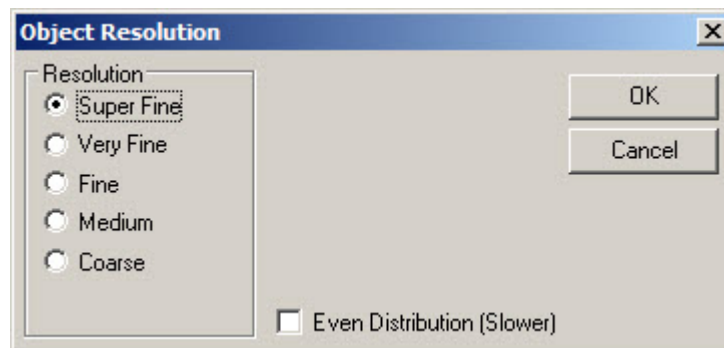 Object Resolution
Resolution
Super Fine
Very Fine
Fine
Medium
Coarse
OK
Cancel
Even Distribution (Slower)